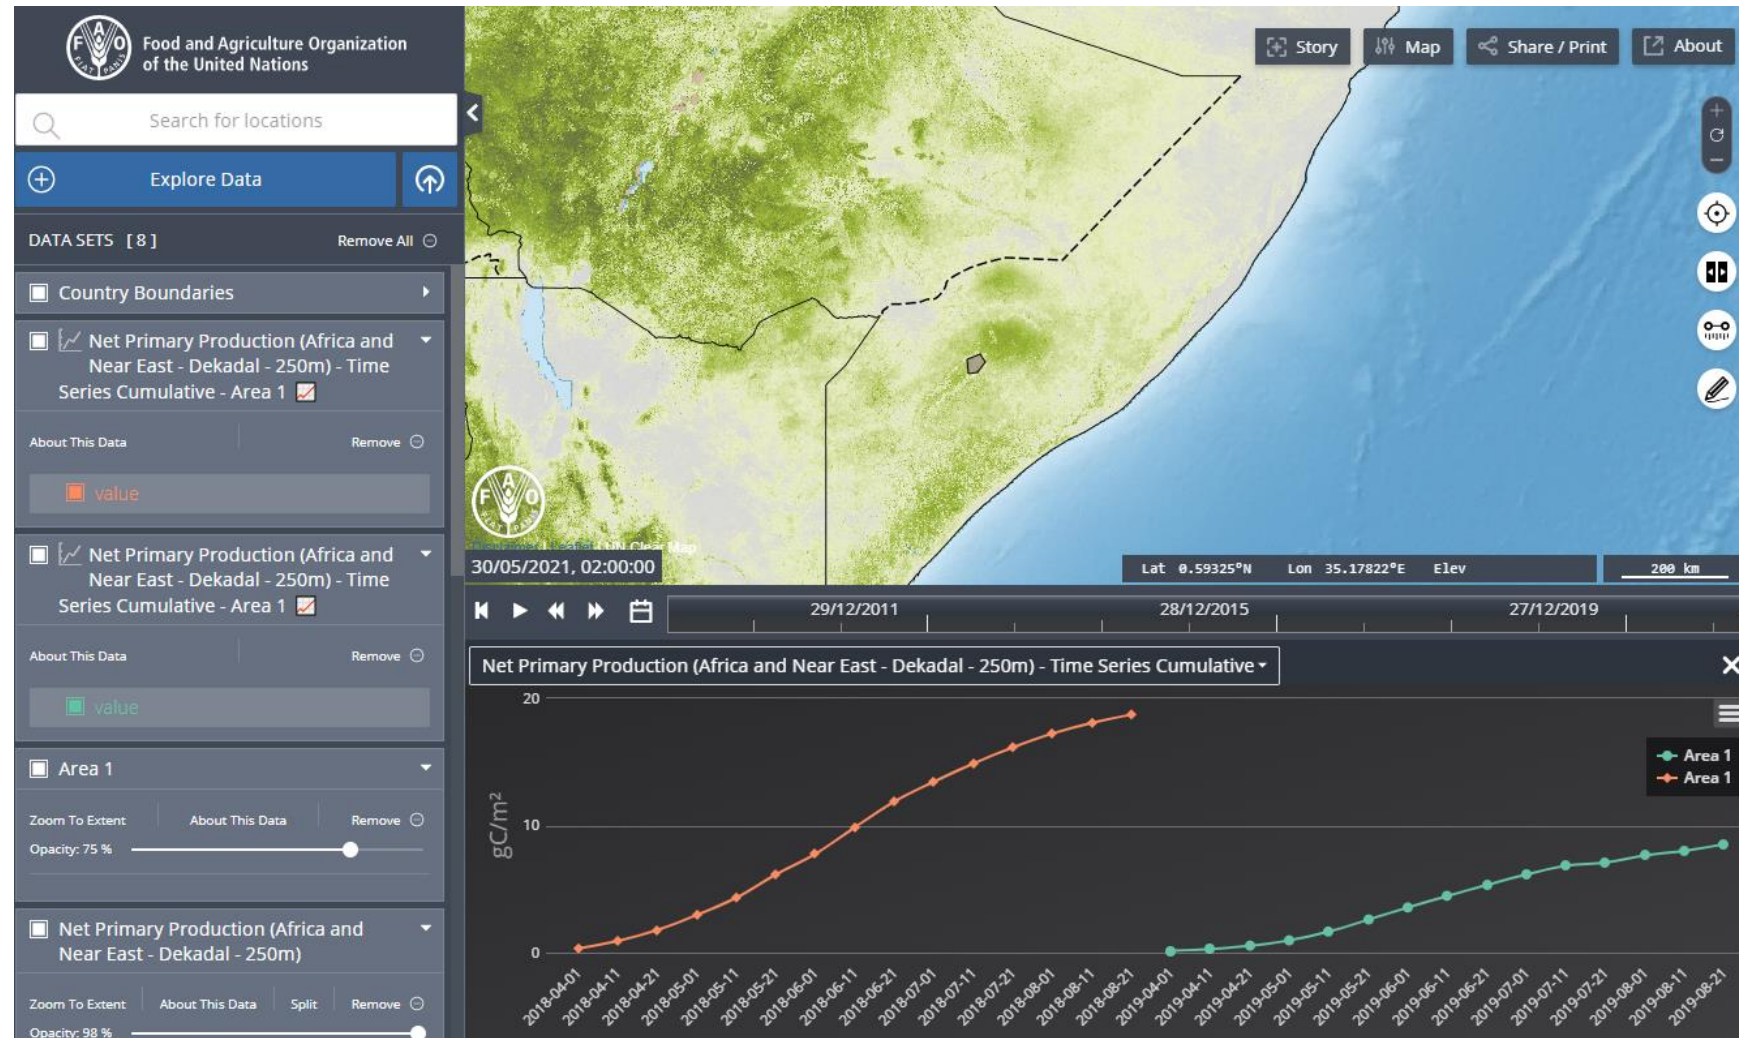 Food and Agriculture Organization
of the United Nations
Search for locations
Explore Data
DATA SETS [ 8 ]
Remove All
Country Boundaries
Net Primary Production (Africa and
Near East - Dekadal - 250m) - Time
Series Cumulative - Area 1
About This Data
Remove
value
Net Primary Production (Africa and
Near East - Dekadal - 250m) - Time
Series Cumulative - Area 1
About This Data
Remove
value
Area 1
Zoom To Extent
About This Data
Remove
Opacity: 75 %
Net Primary Production (Africa and
Near East - Dekadal - 250m)
Zoom To Extent
About This Data
Split
Remove
Opacity: 98 %
Story
Map
Share / Print
About
F A O
FIAT PANIS
Leaflet | UN Clear Map
30/05/2021, 02:00:00
Lat 0.59325°N Lon 35.17822°E Elev
200 km
29/12/2011
28/12/2015
27/12/2019
Net Primary Production (Africa and Near East - Dekadal - 250m) - Time Series Cumulative
20
10
0
gC/m²
Area 1
Area 1
2018-04-01
2018-04-11
2018-04-21
2018-05-01
2018-05-11
2018-05-21
2018-06-01
2018-06-11
2018-06-21
2018-07-01
2018-07-11
2018-07-21
2018-08-01
2018-08-11
2018-08-21
2019-04-01
2019-04-11
2019-04-21
2019-05-01
2019-05-11
2019-05-21
2019-06-01
2019-06-11
2019-06-21
2019-07-01
2019-07-11
2019-07-21
2019-08-01
2019-08-11
2019-08-21